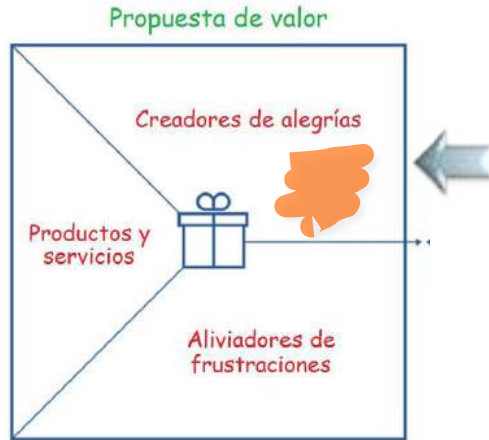 Propuesta de valor
Creadores de alegrías
Productos y
servicios
Aliviadores de
frustraciones